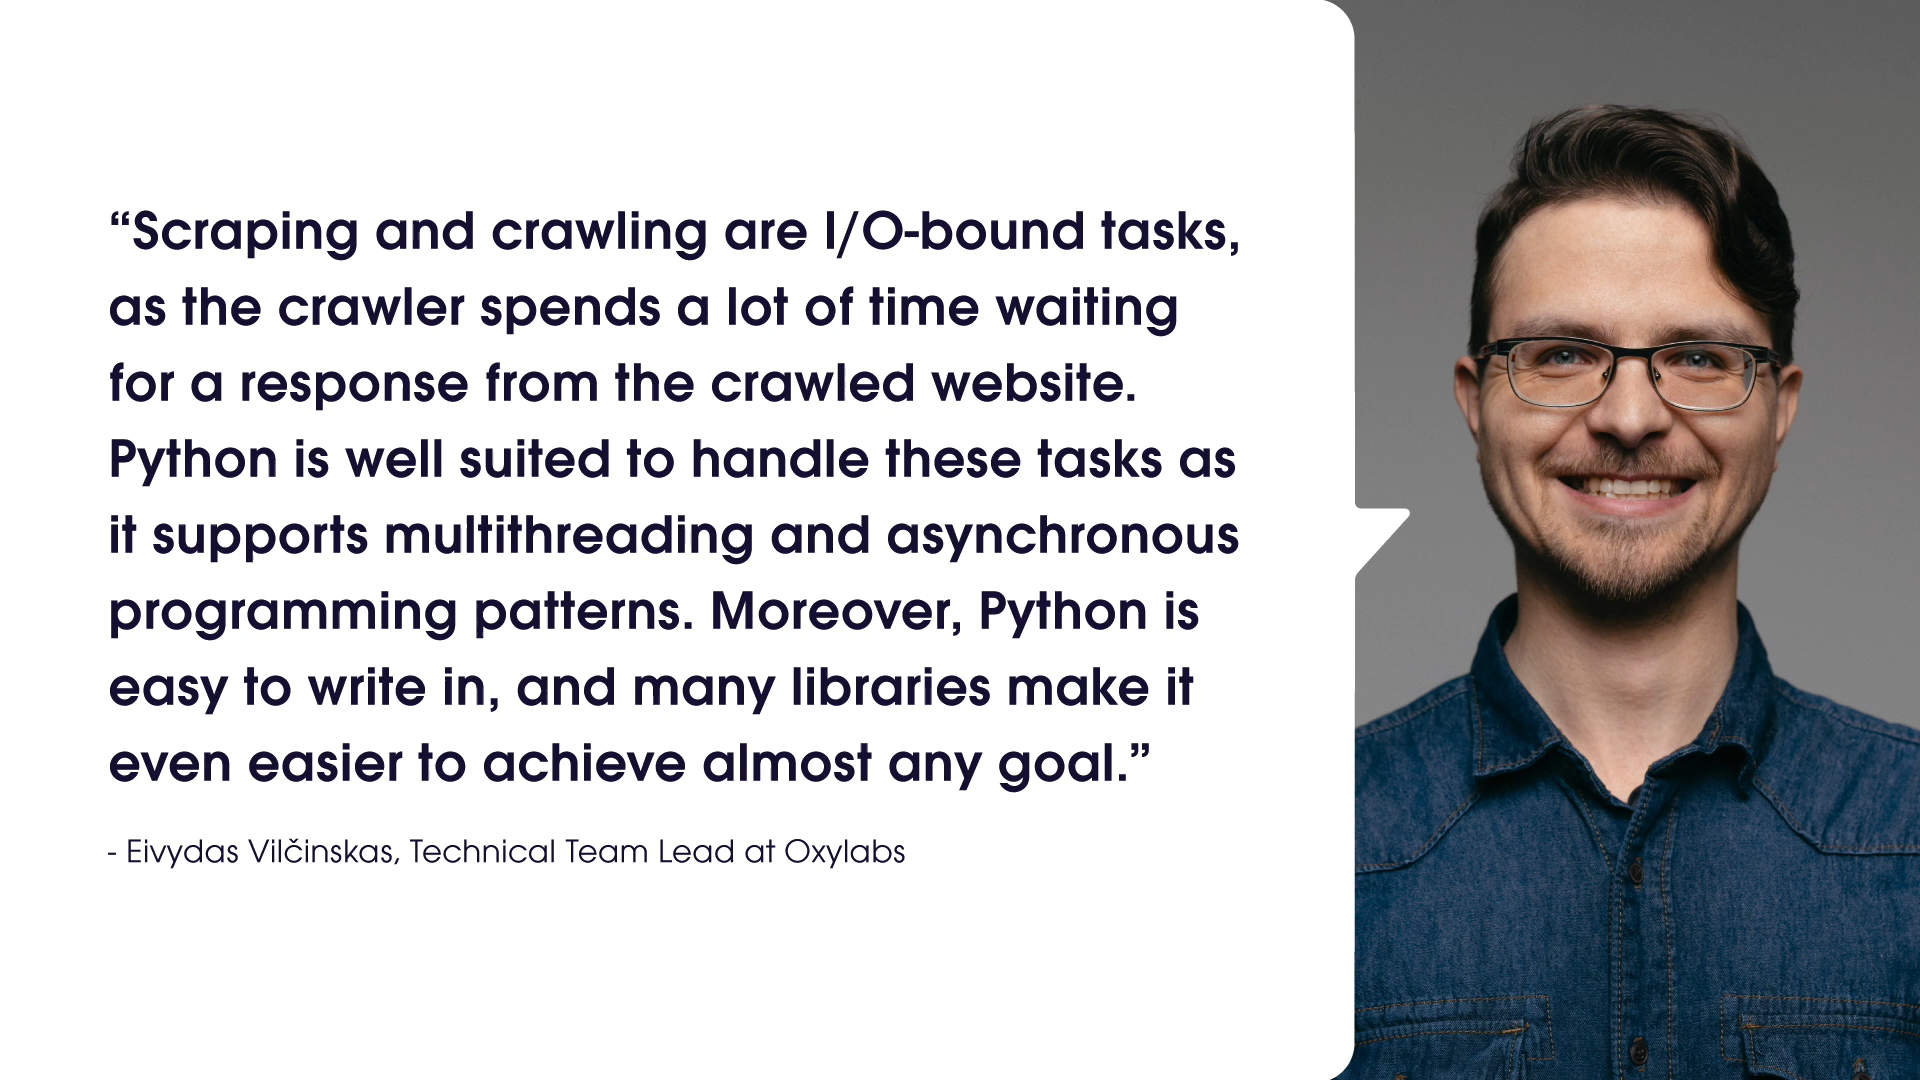 “Scraping and crawling are I/O-bound tasks,
as the crawler spends a lot of time waiting
for a response from the crawled website.
Python is well suited to handle these tasks as
it supports multithreading and asynchronous
programming patterns. Moreover, Python is
easy to write in, and many libraries make it
even easier to achieve almost any goal.”
- Eivydas Vilčinskas, Technical Team Lead at Oxylabs